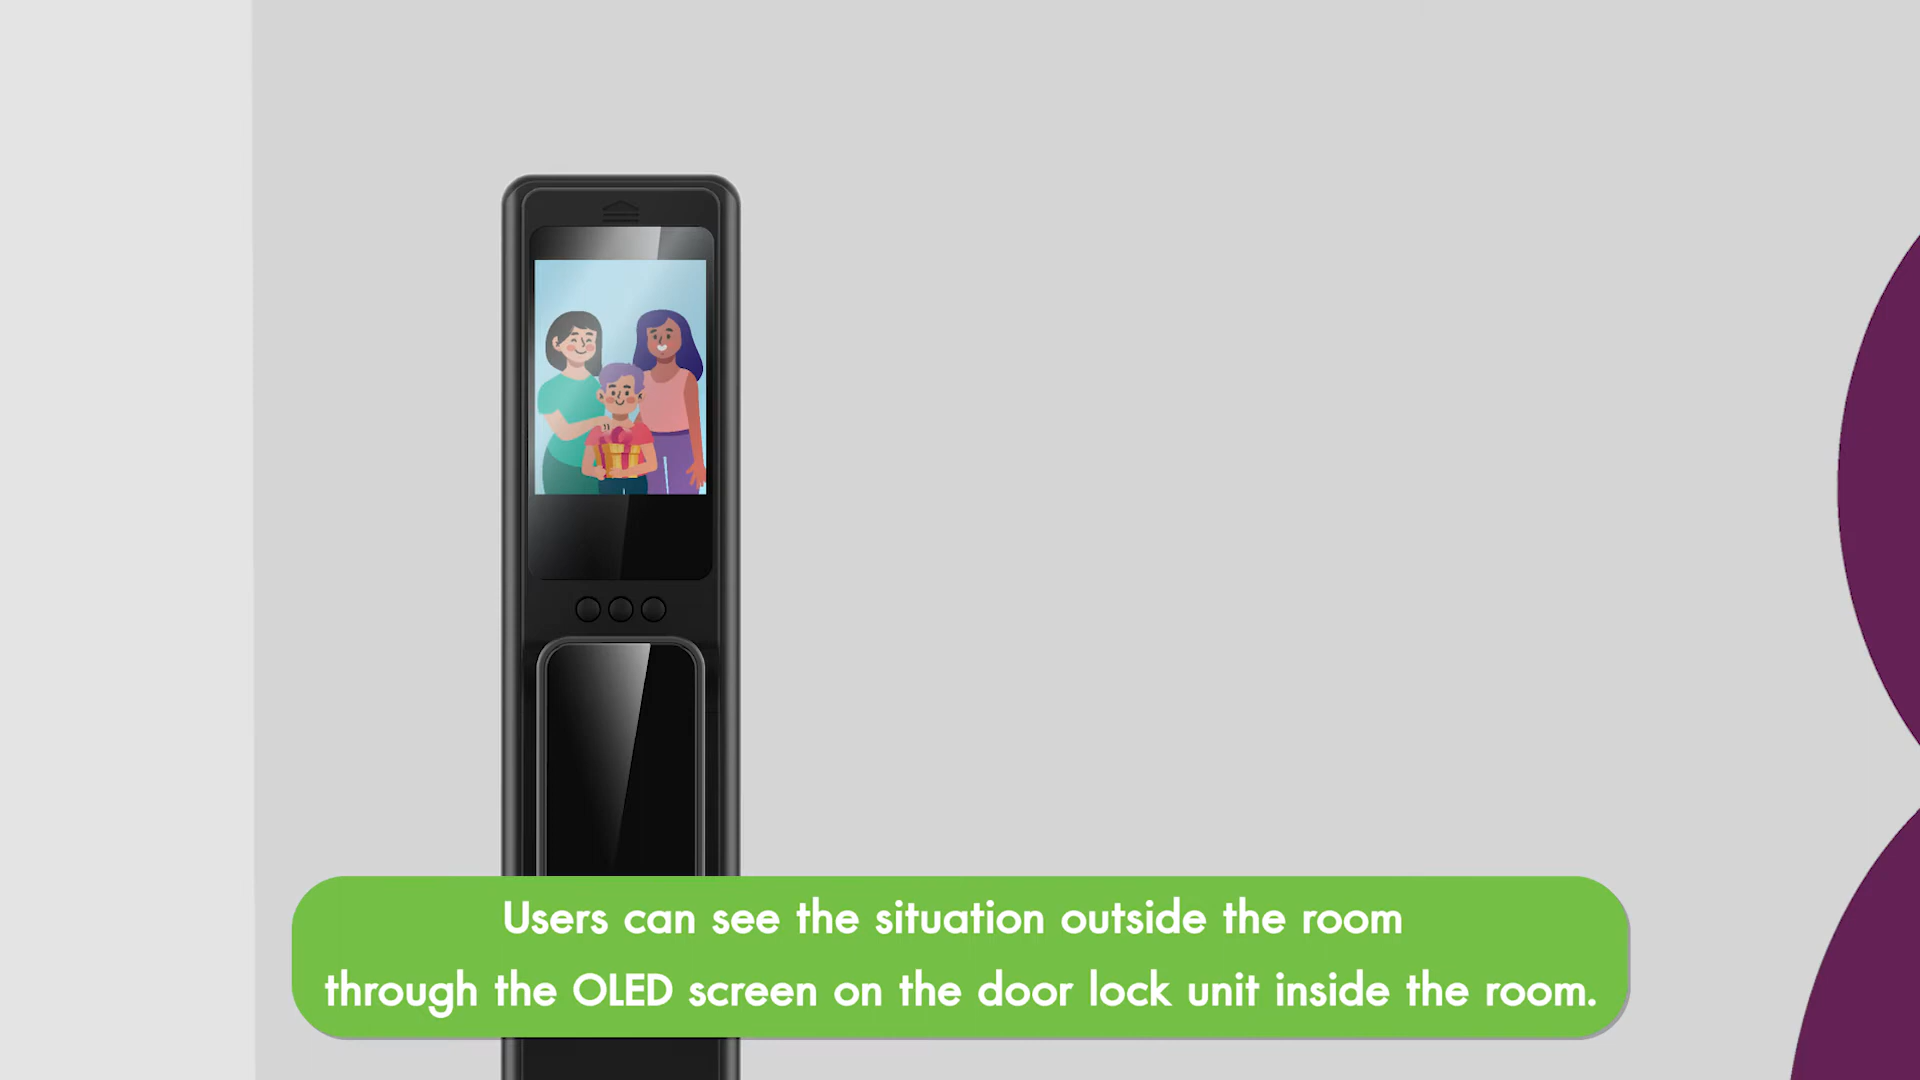 Users can see the situation outside the room
through the OLED screen on the door lock unit inside the room.